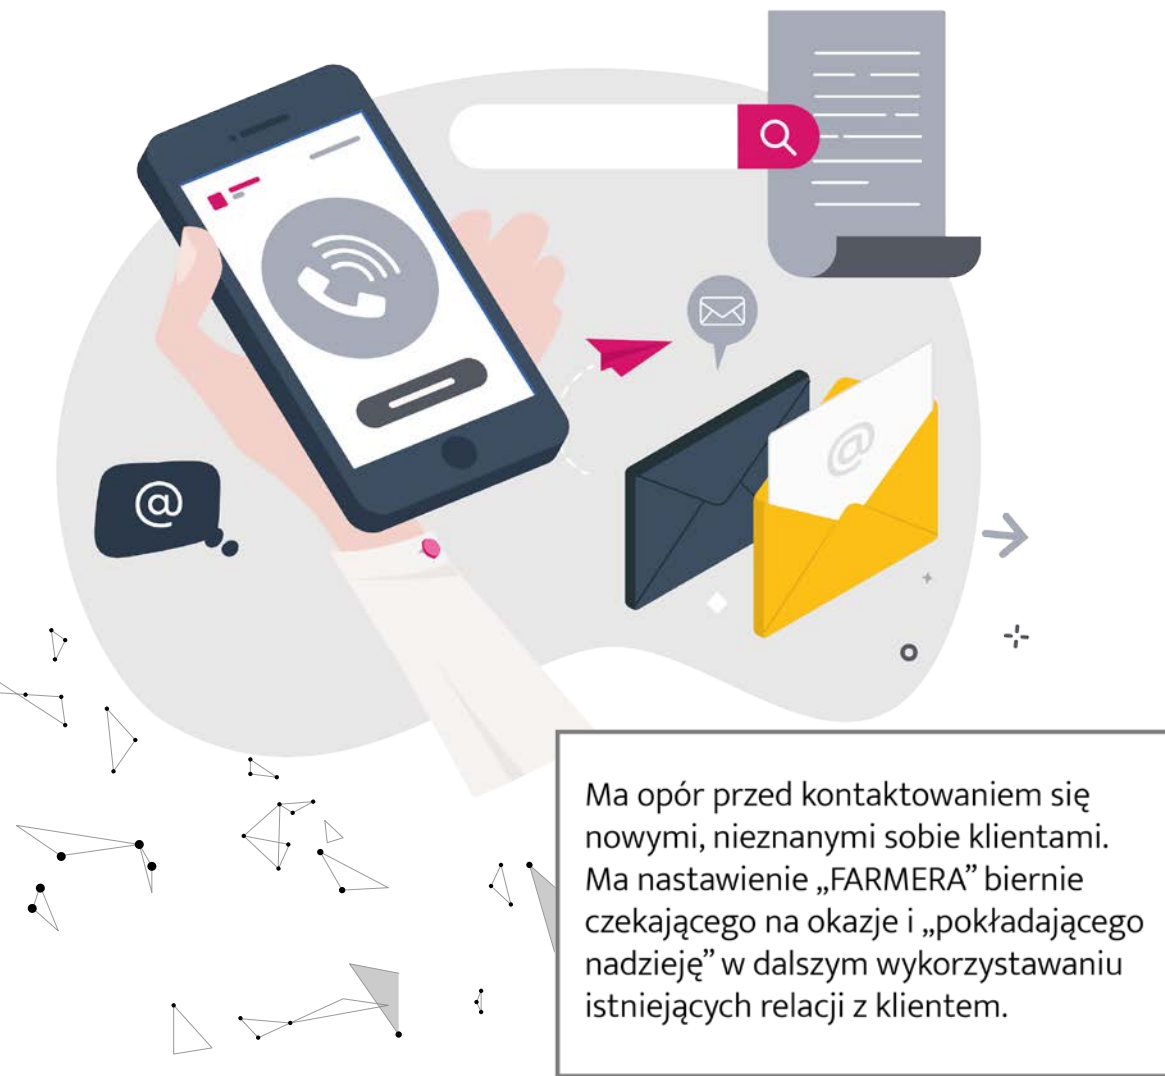 @
@
Ma opór przed kontaktowaniem się
nowymi, nieznanymi sobie klientami.
Ma nastawienie „FARMERA” biernie
czekającego na okazje i „pokładającego
nadzieję” w dalszym wykorzystawaniu
istniejących relacji z klientem.